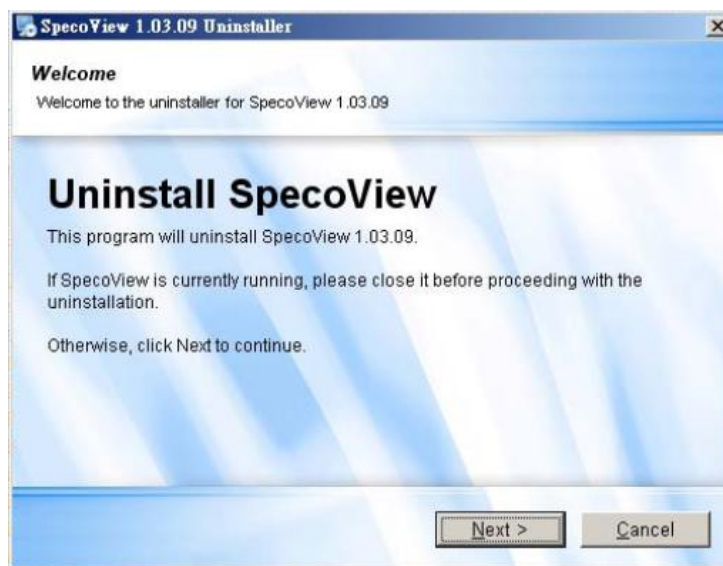 SpecoView 1.03.09 Uninstaller
Welcome
Welcome to the uninstaller for SpecoView 1.03.09
Uninstall SpecoView
This program will uninstall SpecoView 1.03.09.
If SpecoView is currently running, please close it before proceeding with the
uninstallation.
Otherwise, click Next to continue.
Next > Cancel